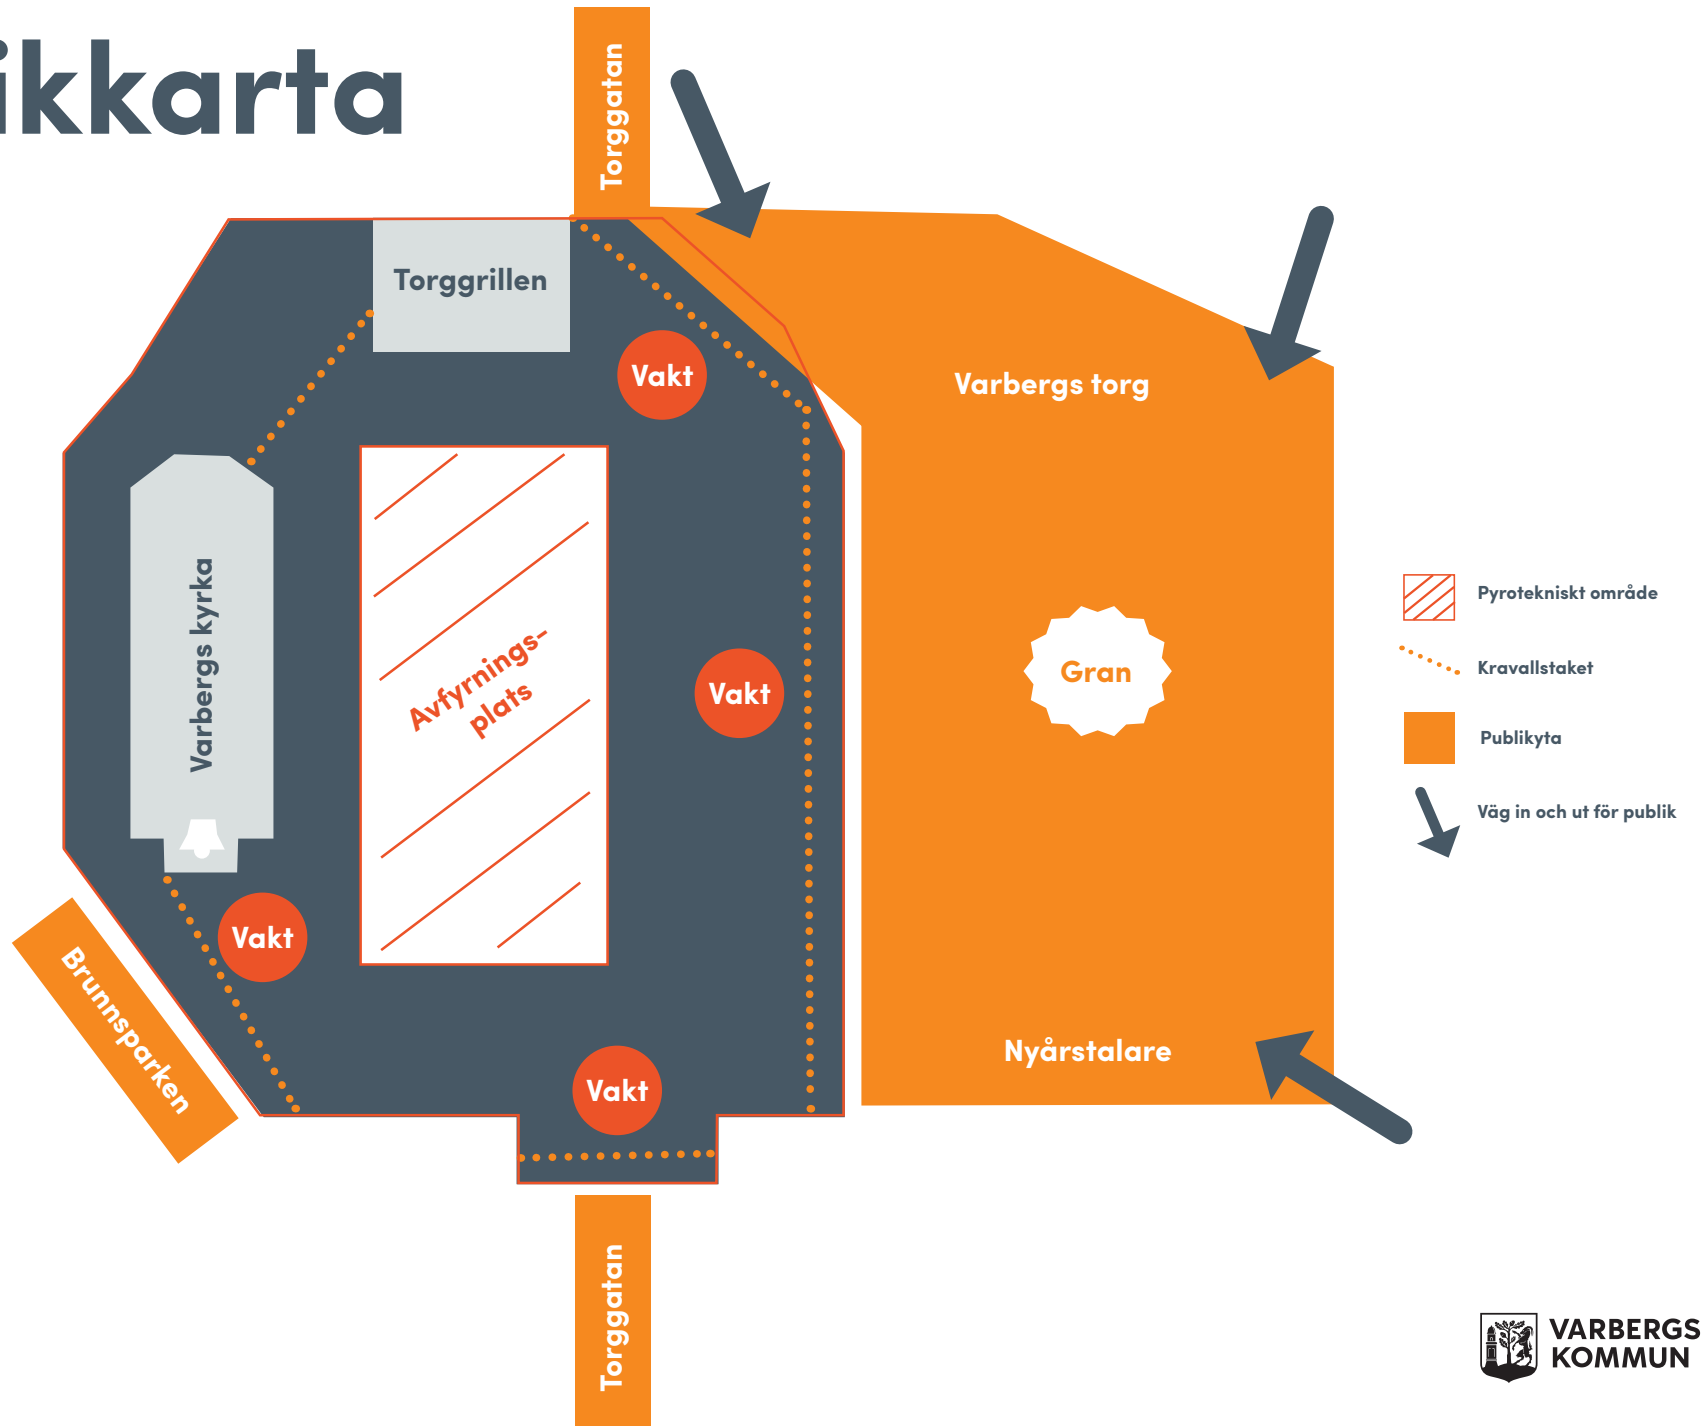 ikkarta
Torggatan
Torggrillen
Vakt
Varbergs torg
Varbergs kyrka
Avfyrnings-
plats
Vakt
Gran
Pyrotekniskt område
Kravallstaket
Publikyta
Väg in och ut för publik
Vakt
Brunnsparken
Nyårstalare
Vakt
Torggatan
VARBERGS
KOMMUN